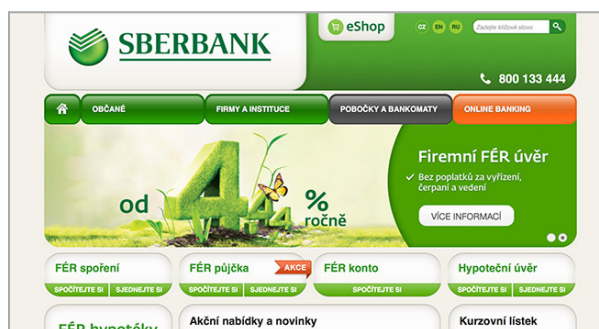 SBERBANK
eShop
CZ EN RU
Zadejte klíčové slovo
800 133 444
OBČANÉ
FIRMY A INSTITUCE
POBOČKY A BANKOMATY
ONLINE BANKING
od 4,44 % ročně
Firemní FÉR úvěr
Bez poplatků za vyřízení,
čerpaní a vedení
VÍCE INFORMACÍ
FÉR spoření
SPOČÍTEJTE SI SJEDNEJTE SI
FÉR půjčka
AKCE
SPOČÍTEJTE SI SJEDNEJTE SI
FÉR konto
SPOČÍTEJTE SI
Hypoteční úvěr
SPOČÍTEJTE SI SJEDNEJTE SI
FÉR hypotéky
Akční nabídky a novinky
Kurzovní lístek